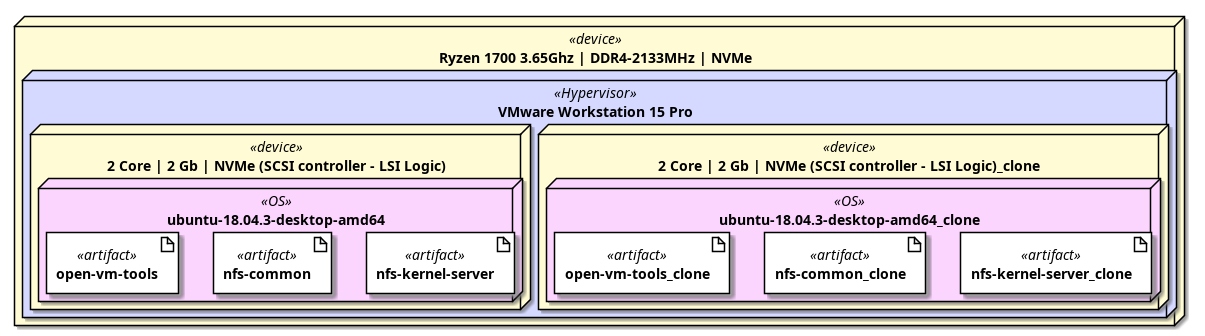 «device»
Ryzen 1700 3.65Ghz | DDR4-2133MHz | NVMe
«Hypervisor»
VMware Workstation 15 Pro
«device»
2 Core | 2 Gb | NVMe (SCSI controller - LSI Logic)
«OS»
ubuntu-18.04.3-desktop-amd64
«artifact»
open-vm-tools
«artifact»
nfs-common
«artifact»
nfs-kernel-server
«device»
2 Core | 2 Gb | NVMe (SCSI controller - LSI Logic)_clone
«OS»
ubuntu-18.04.3-desktop-amd64_clone
«artifact»
open-vm-tools_clone
«artifact»
nfs-common_clone
«artifact»
nfs-kernel-server_clone